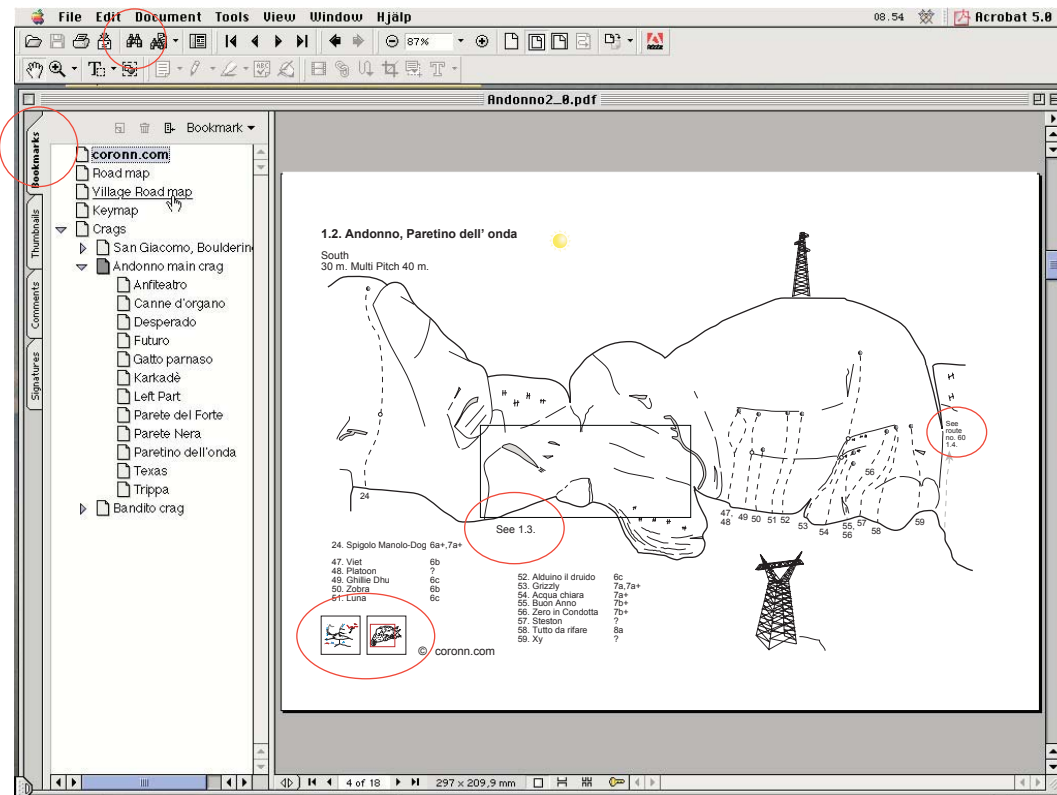 File Edit Document Tools View Window Hjälp 08.54 Acrobat 5.0
87%
Andonno2_0.pdf
Bookmarks
Thumbnails
Comments
Signatures
Bookmark
coronn.com
Road map
Village Road map
Keymap
Crags
San Giacomo, Boulderin
Andonno main crag
Anfiteatro
Canne d'organo
Desperado
Futuro
Gatto parnaso
Karkadè
Left Part
Parete del Forte
Parete Nera
Paretino dell'onda
Texas
Trippa
Bandito crag
1.2. Andonno, Paretino dell' onda
South
30 m. Multi Pitch 40 m.
See
route
no. 60
1.4.
56
24
47,
48
49 50 51 52
53
54
55,
56
57
58
59
See 1.3.
24. Spigolo Manolo-Dog 6a+,7a+
47. Viet 6b
48. Platoon ?
49. Ghillie Dhu 6c
50. Zobra 6b
51. Luna 6c
52. Alduino il druido 6c
53. Grizzly 7a,7a+
54. Acqua chiara 7a+
55. Buon Anno 7b+
56. Zero in Condotta 7b+
57. Steston ?
58. Tutto da rifare 8a
59. Xy ?
© coronn.com
4 of 18 297 x 209,9 mm